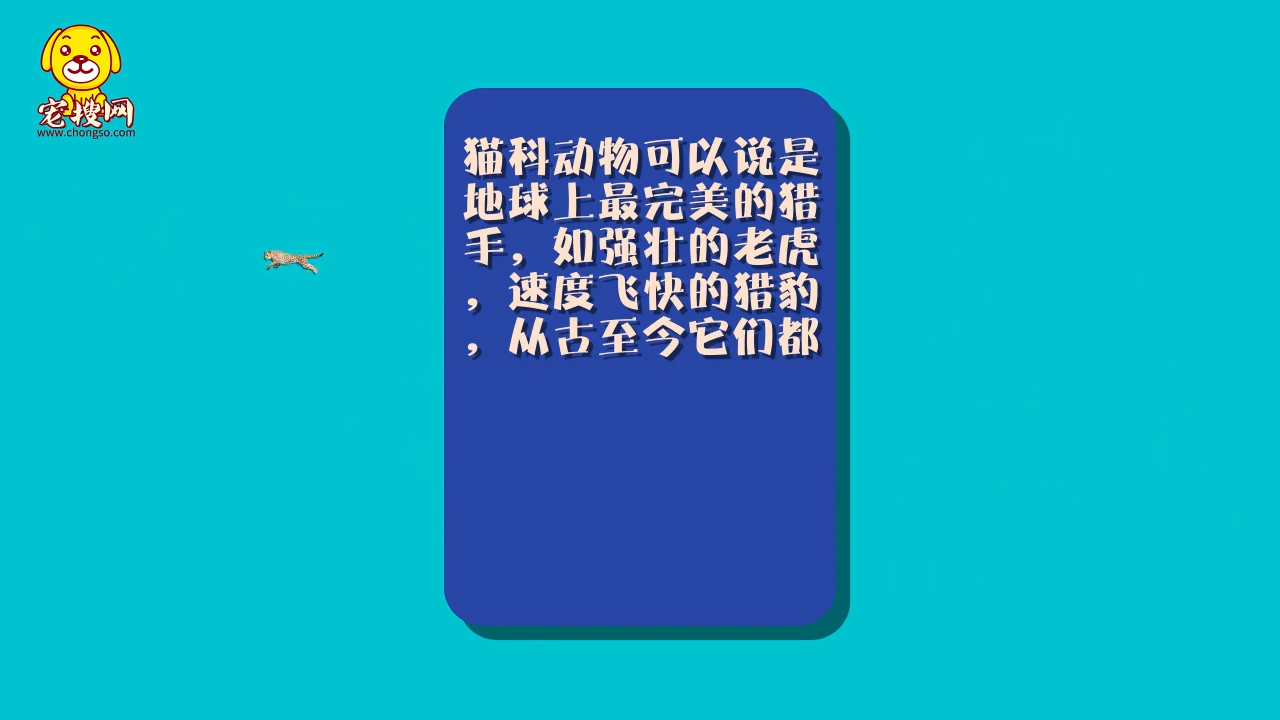 宠搜网
www.chongso.com
猫科动物可以说是
地球上最完美的猎
手，如强壮的老虎
，速度飞快的猎豹
，从古至今它们都